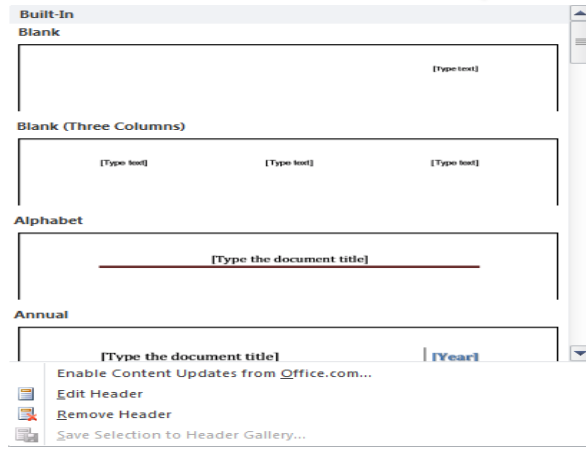 Built-In
Blank
[Type text]
Blank (Three Columns)
[Type text] [Type text] [Type text]
Alphabet
[Type the document title]
Annual
[Type the document title] [Year]
Enable Content Updates from Office.com...
Edit Header
Remove Header
Save Selection to Header Gallery...